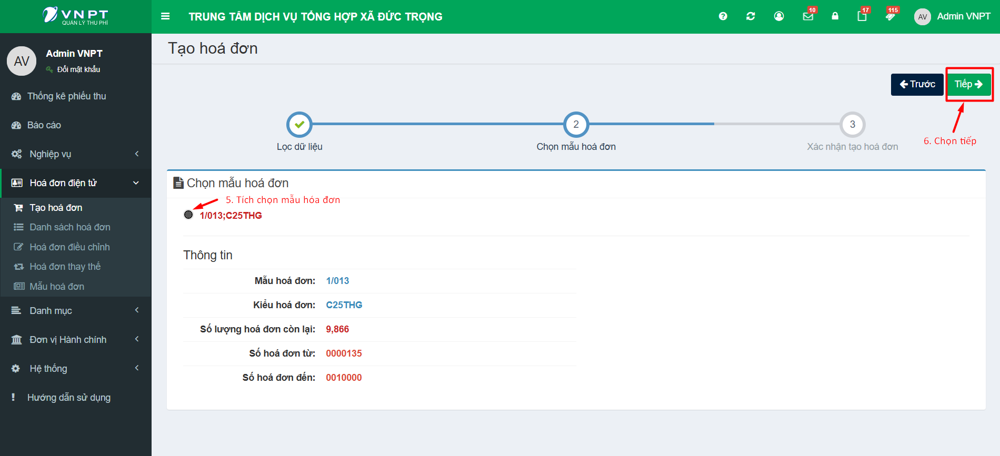 VNPT
QUẢN LÝ THU PHÍ
TRUNG TÂM DỊCH VỤ TỔNG HỢP XÃ ĐỨC TRỌNG
10
17
115
AV
Admin VNPT
AV
Admin VNPT
Đổi mật khẩu
Thống kê phiếu thu
Báo cáo
Nghiệp vụ
Hoá đơn điện tử
Tạo hoá đơn
Danh sách hoá đơn
Hoá đơn điều chỉnh
Hoá đơn thay thế
Mẫu hoá đơn
Danh mục
Đơn vị Hành chính
Hệ thống
Hướng dẫn sử dụng
Tạo hoá đơn
Trước
Tiếp
6. Chọn tiếp
2
3
Lọc dữ liệu
Chọn mẫu hoá đơn
Xác nhận tạo hoá đơn
Chọn mẫu hoá đơn
5. Tích chọn mẫu hóa đơn
1/013;C25THG
Thông tin
Mẫu hoá đơn: 1/013
Kiểu hoá đơn: C25THG
Số lượng hoá đơn còn lại: 9,866
Số hoá đơn từ: 0000135
Số hoá đơn đến: 0010000